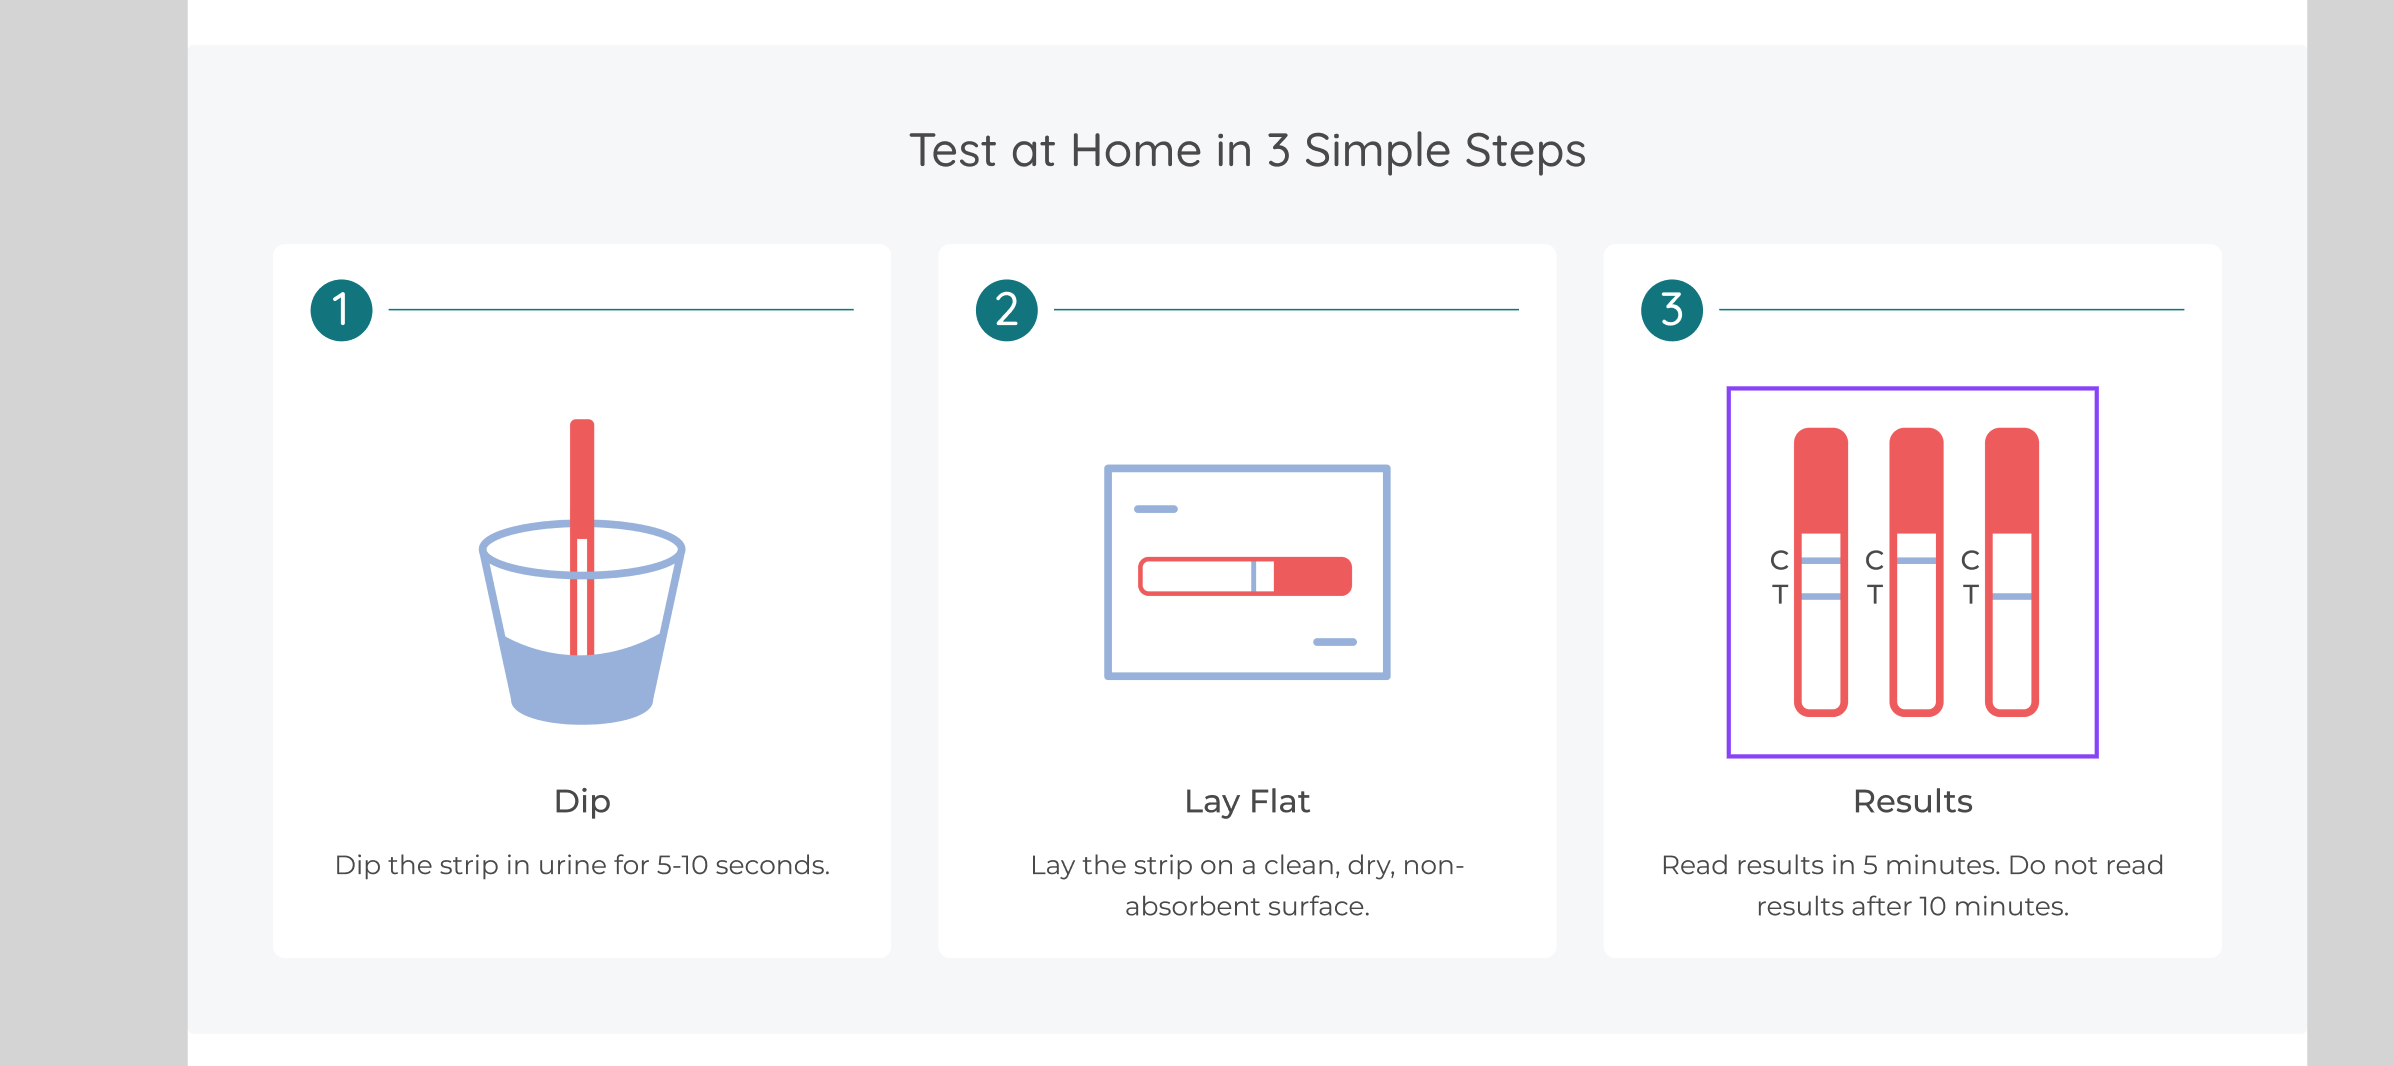 Test at Home in 3 Simple Steps
1
2
3
C
T
C
T
C
T
Dip
Dip the strip in urine for 5-10 seconds.
Lay Flat
Lay the strip on a clean, dry, non-
absorbent surface.
Results
Read results in 5 minutes. Do not read
results after 10 minutes.